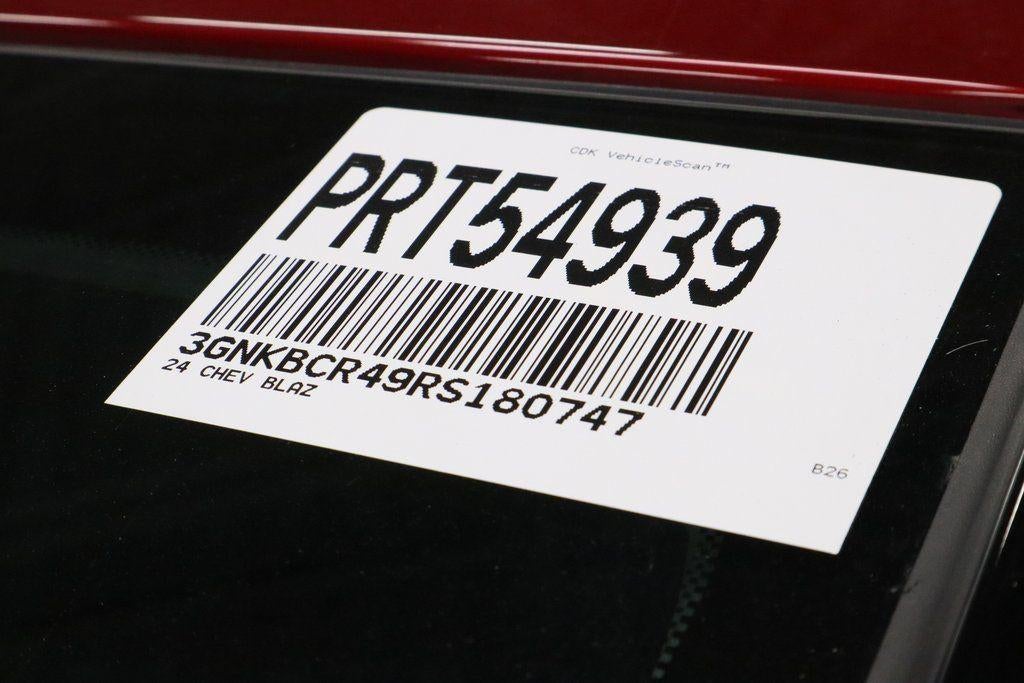 CDK VehicleScan™
PRT54939
3GNKBCR49RS180747
24 CHEV BLAZ
B26